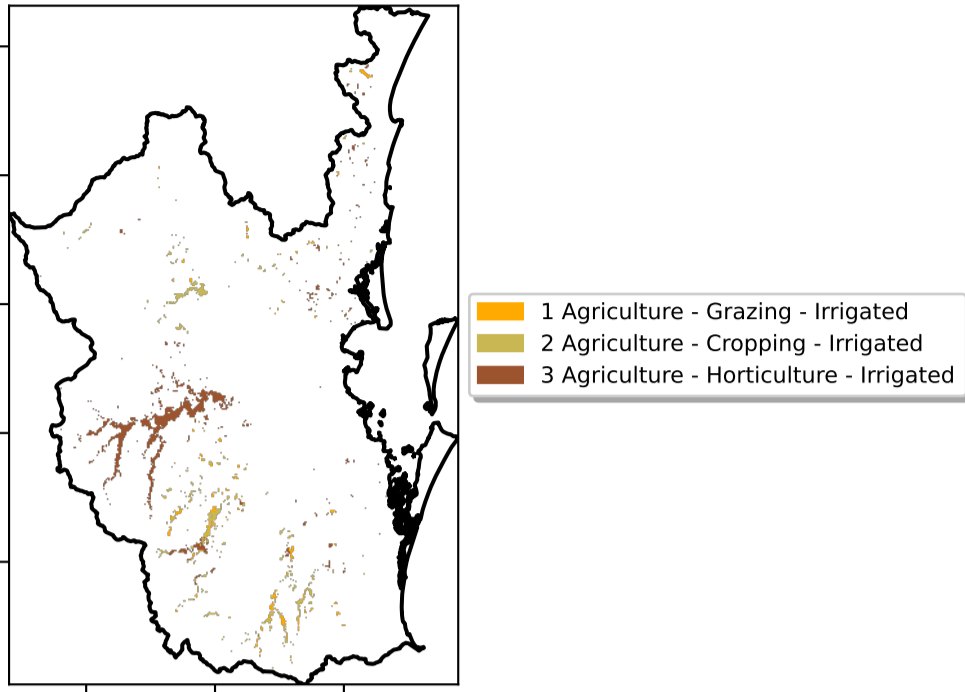 1 Agriculture - Grazing - Irrigated
2 Agriculture - Cropping - Irrigated
3 Agriculture - Horticulture - Irrigated